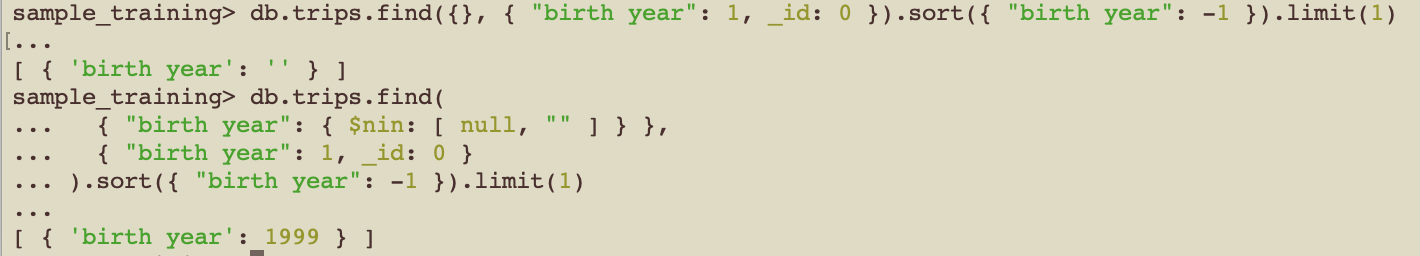 sample_training> db.trips.find({}, { "birth year": 1, _id: 0 }).sort({ "birth year": -1 }).limit(1)
[...
[ { 'birth year': '' } ]
sample_training> db.trips.find(
...   { "birth year": { $nin: [ null, "" ] } },
...   { "birth year": 1, _id: 0 }
... ).sort({ "birth year": -1 }).limit(1)
...
[ { 'birth year': 1999 } ]